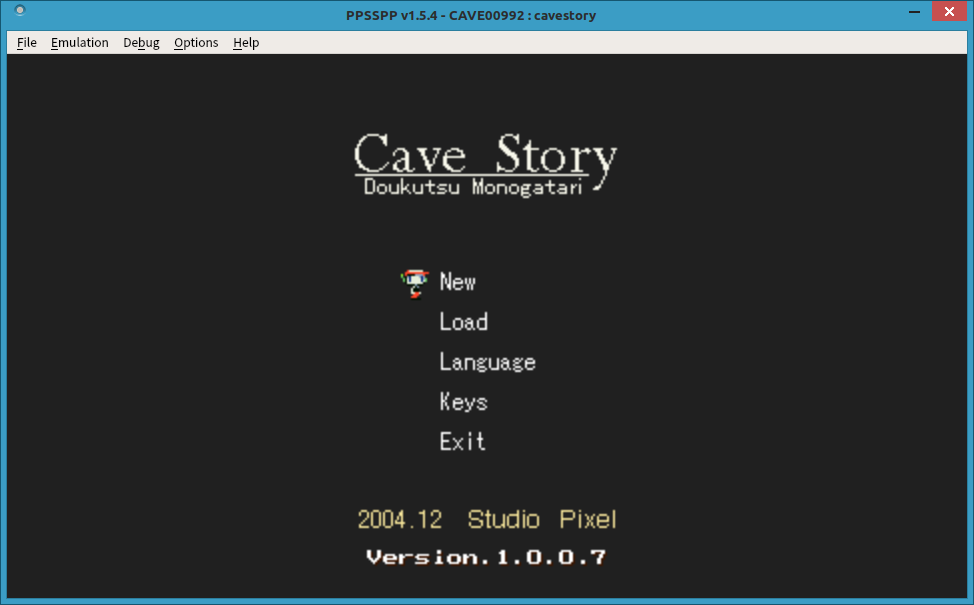 PPSSPP v1.5.4 - CAVE00992 : cavestory
File Emulation Debug Options Help
Cave Story
Doukutsu Monogatari
New
Load
Language
Keys
Exit
2004.12 Studio Pixel
Version.1.0.0.7